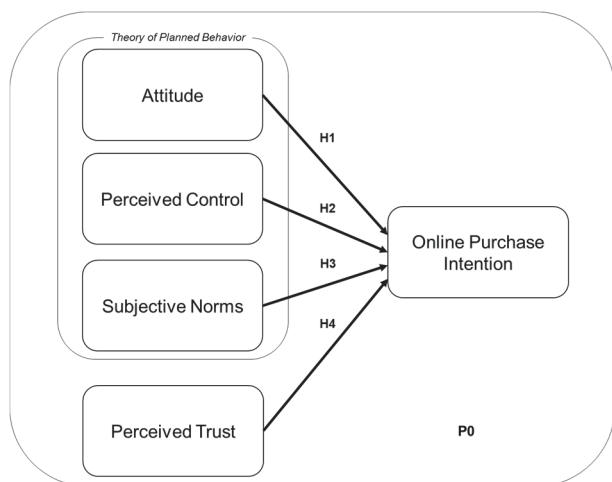 Theory of Planned Behavior
Attitude
H1
Perceived Control
H2
Online Purchase
Intention
H3
Subjective Norms
H4
Perceived Trust
P0